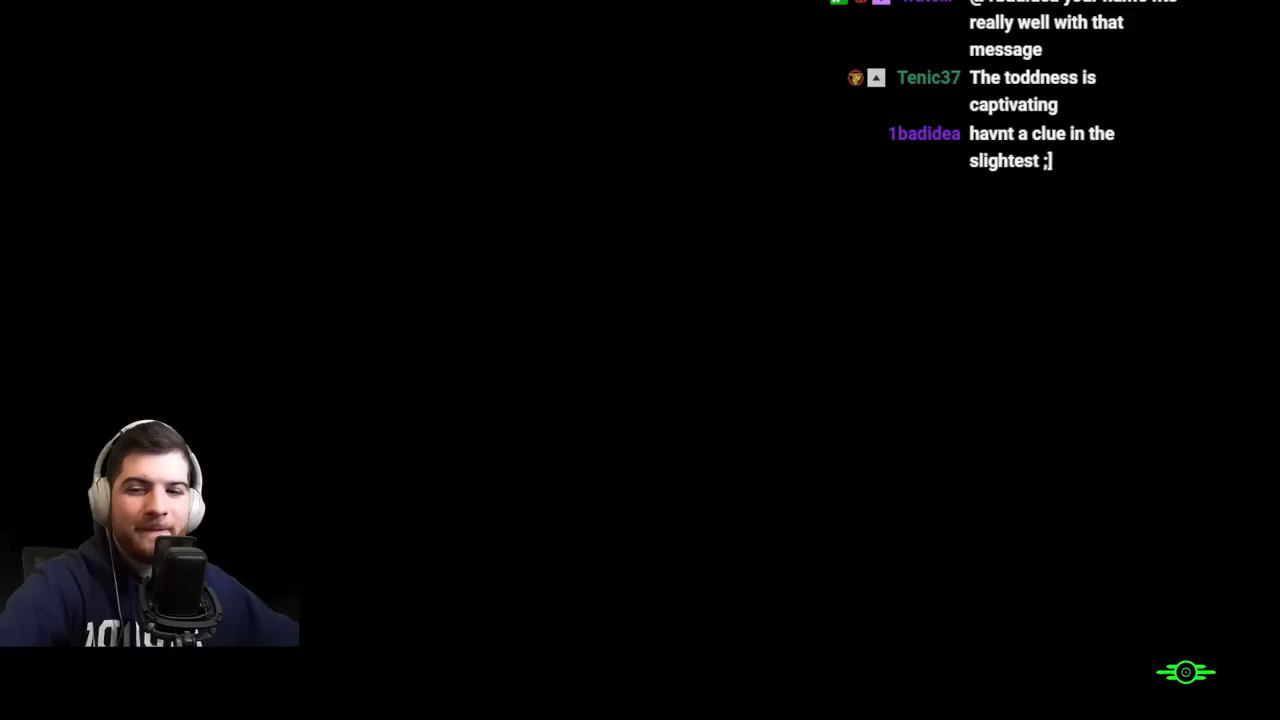 really well with that
message
Tenic37 The toddness is
captivating
1badidea havnt a clue in the
slightest ;]